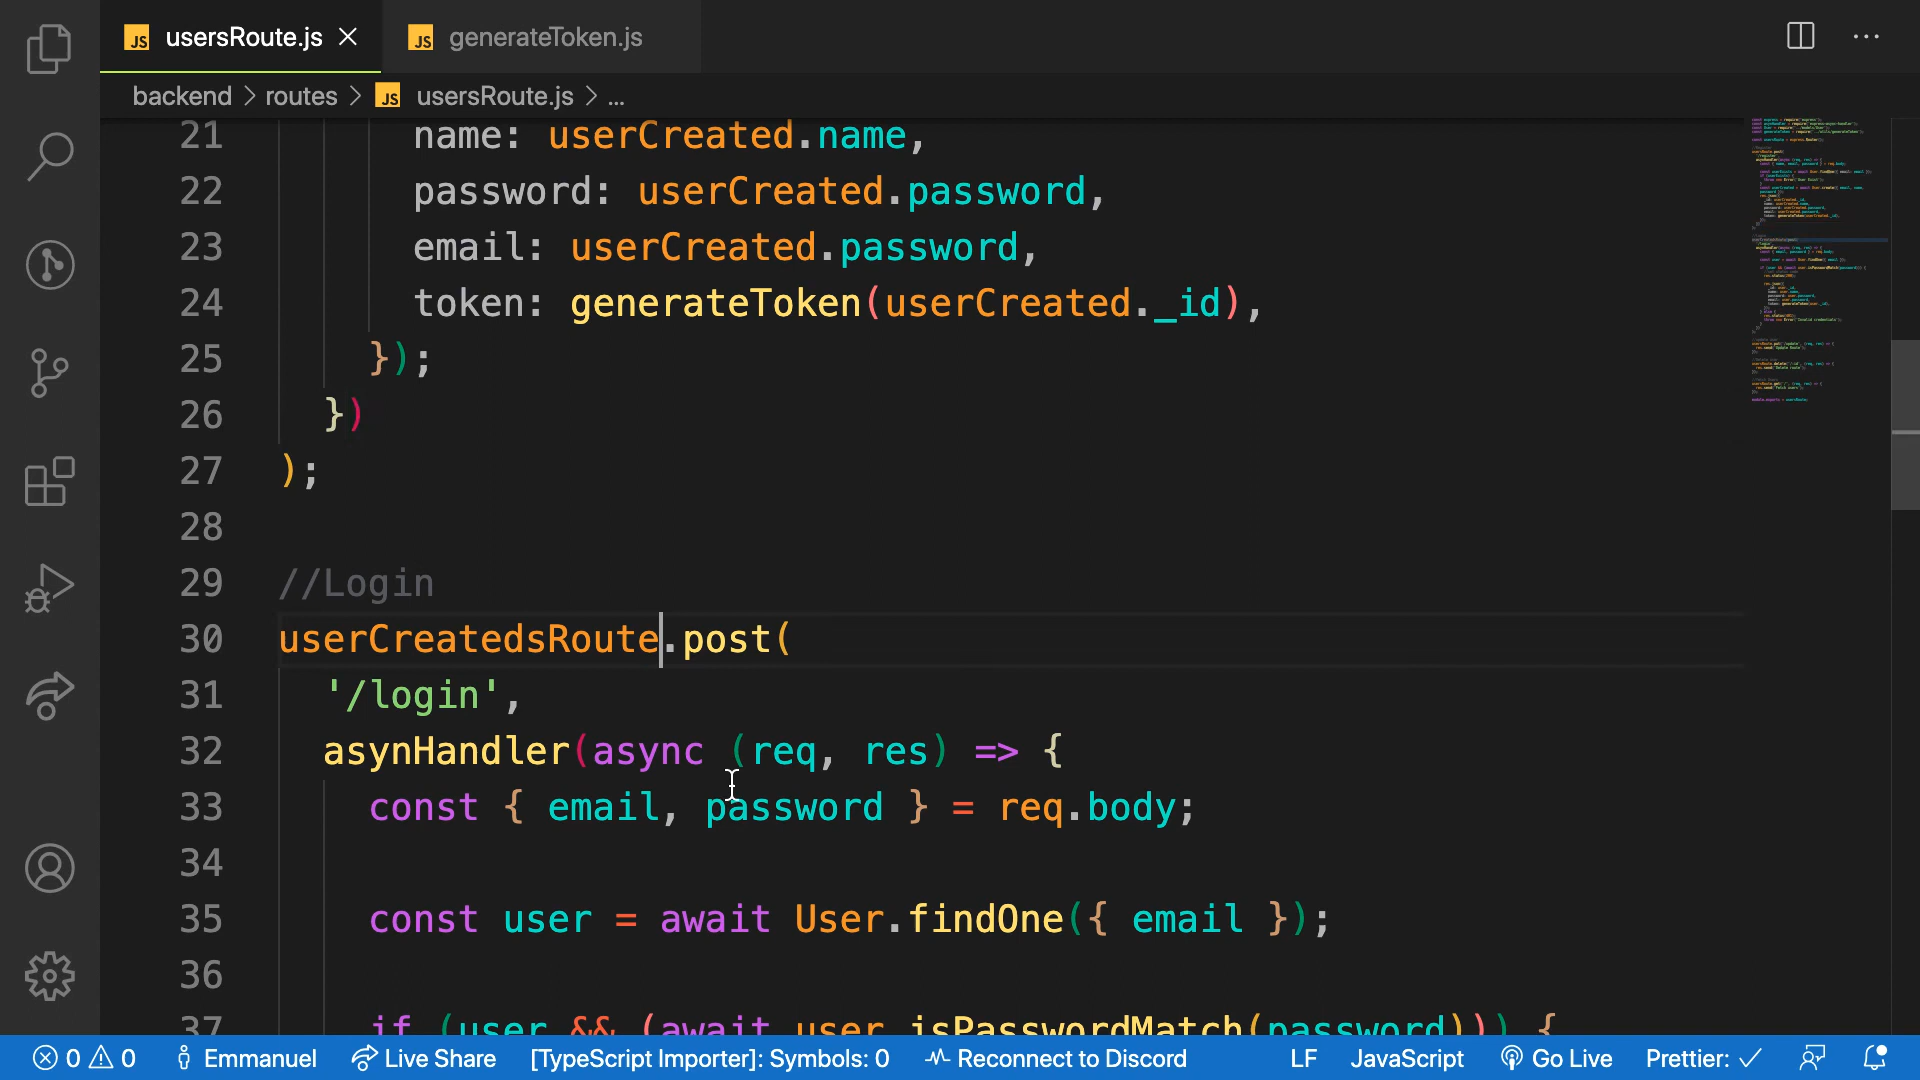 JS usersRoute.js
JS generateToken.js
backend > routes > JS usersRoute.js > ...
21 name: userCreated.name,
22 password: userCreated.password,
23 email: userCreated.password,
24 token: generateToken(userCreated._id),
25 });
26 })
27 );
28
29 //Login
30 userCreatedsRoute.post(
31 '/login',
32 asynHandler(async (req, res) => {
33 const { email, password } = req.body;
34
35 const user = await User.findOne({ email });
36
37 if (user && (await user.isPasswordMatch(password))) {
0 0 Emmanuel Live Share [TypeScript Importer]: Symbols: 0 Reconnect to Discord LF JavaScript Go Live Prettier: ✓